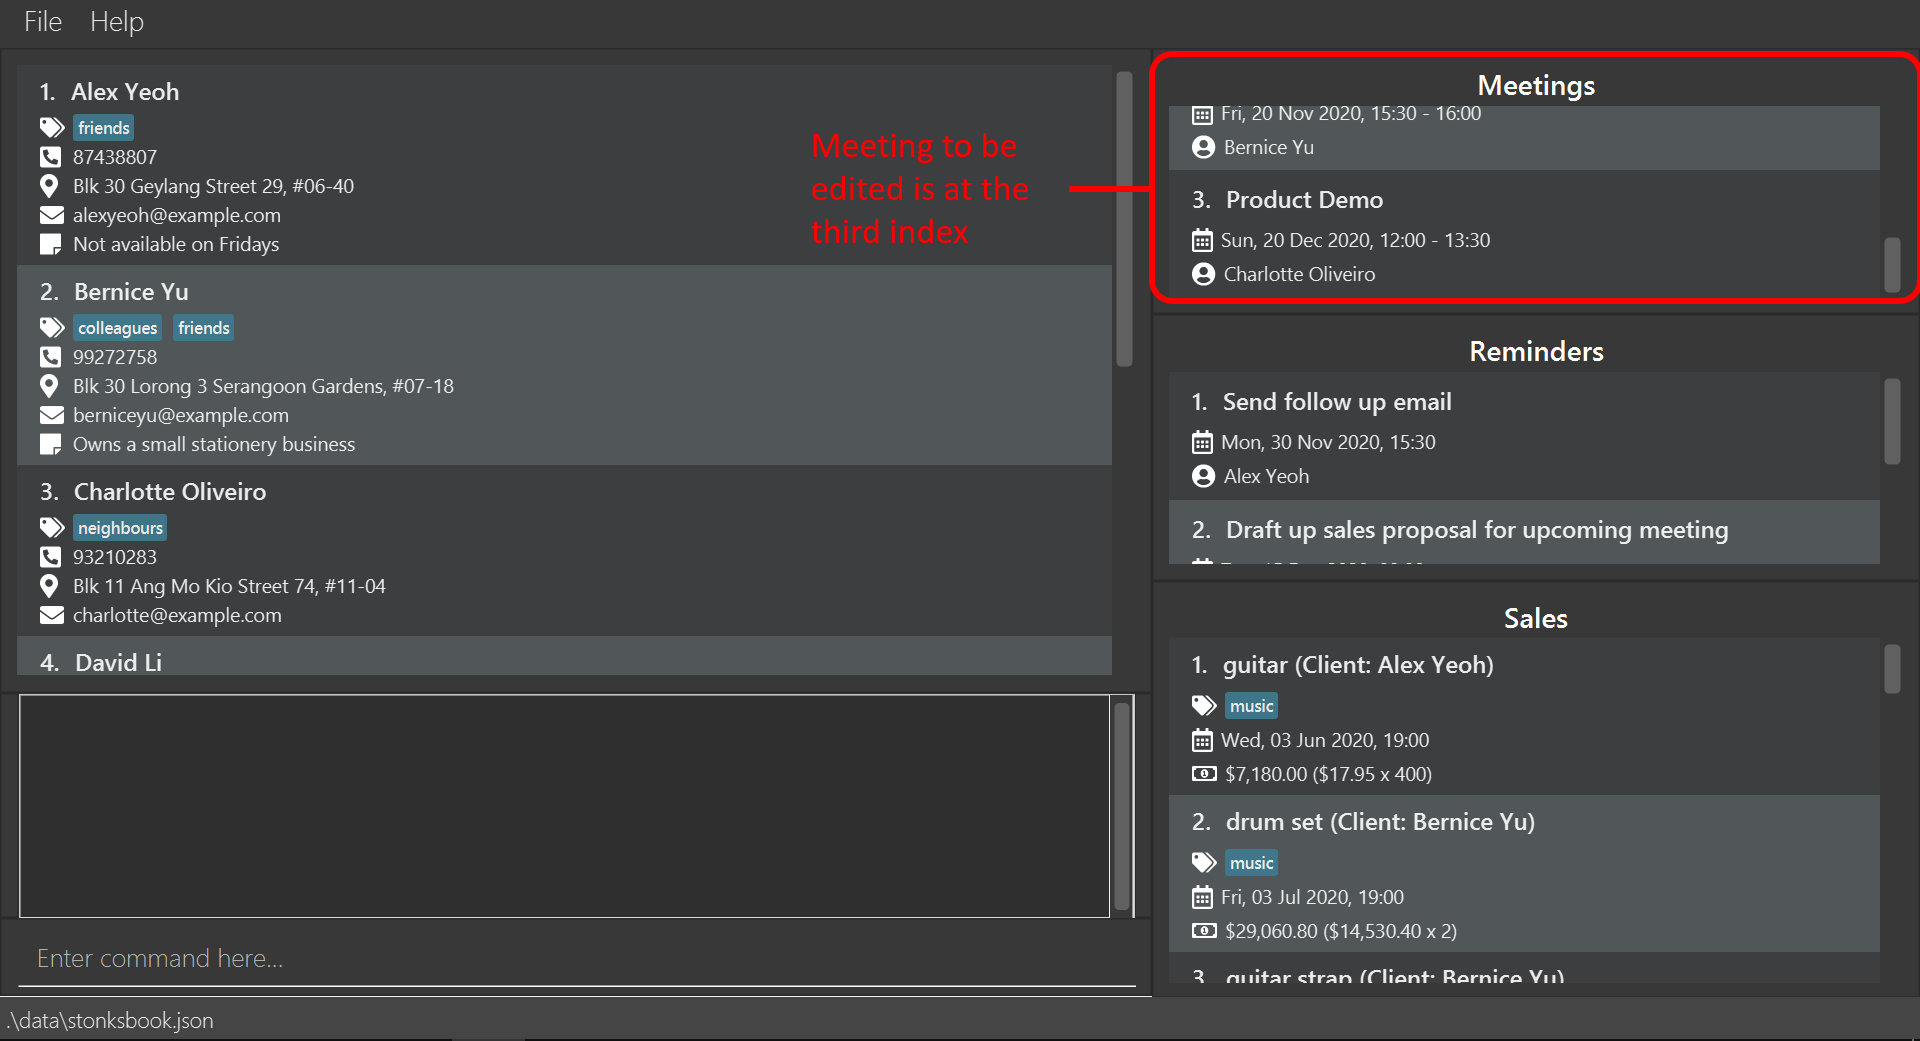 File Help
1. Alex Yeoh
friends
87438807
Blk 30 Geylang Street 29, #06-40
alexyeoh@example.com
Not available on Fridays
2. Bernice Yu
colleagues friends
99272758
Blk 30 Lorong 3 Serangoon Gardens, #07-18
berniceyu@example.com
Owns a small stationery business
3. Charlotte Oliveiro
neighbours
93210283
Blk 11 Ang Mo Kio Street 74, #11-04
charlotte@example.com
4. David Li
Meeting to be
edited is at the
third index
Enter command here...
Meetings
Fri, 20 Nov 2020, 15:30 - 16:00
Bernice Yu
3. Product Demo
Sun, 20 Dec 2020, 12:00 - 13:30
Charlotte Oliveiro
Reminders
1. Send follow up email
Mon, 30 Nov 2020, 15:30
Alex Yeoh
2. Draft up sales proposal for upcoming meeting
Sales
1. guitar (Client: Alex Yeoh)
music
Wed, 03 Jun 2020, 19:00
$7,180.00 ($17.95 x 400)
2. drum set (Client: Bernice Yu)
music
Fri, 03 Jul 2020, 19:00
$29,060.80 ($14,530.40 x 2)
3. guitar strap (Client: Bernice Yu)
.\data\stonksbook.json